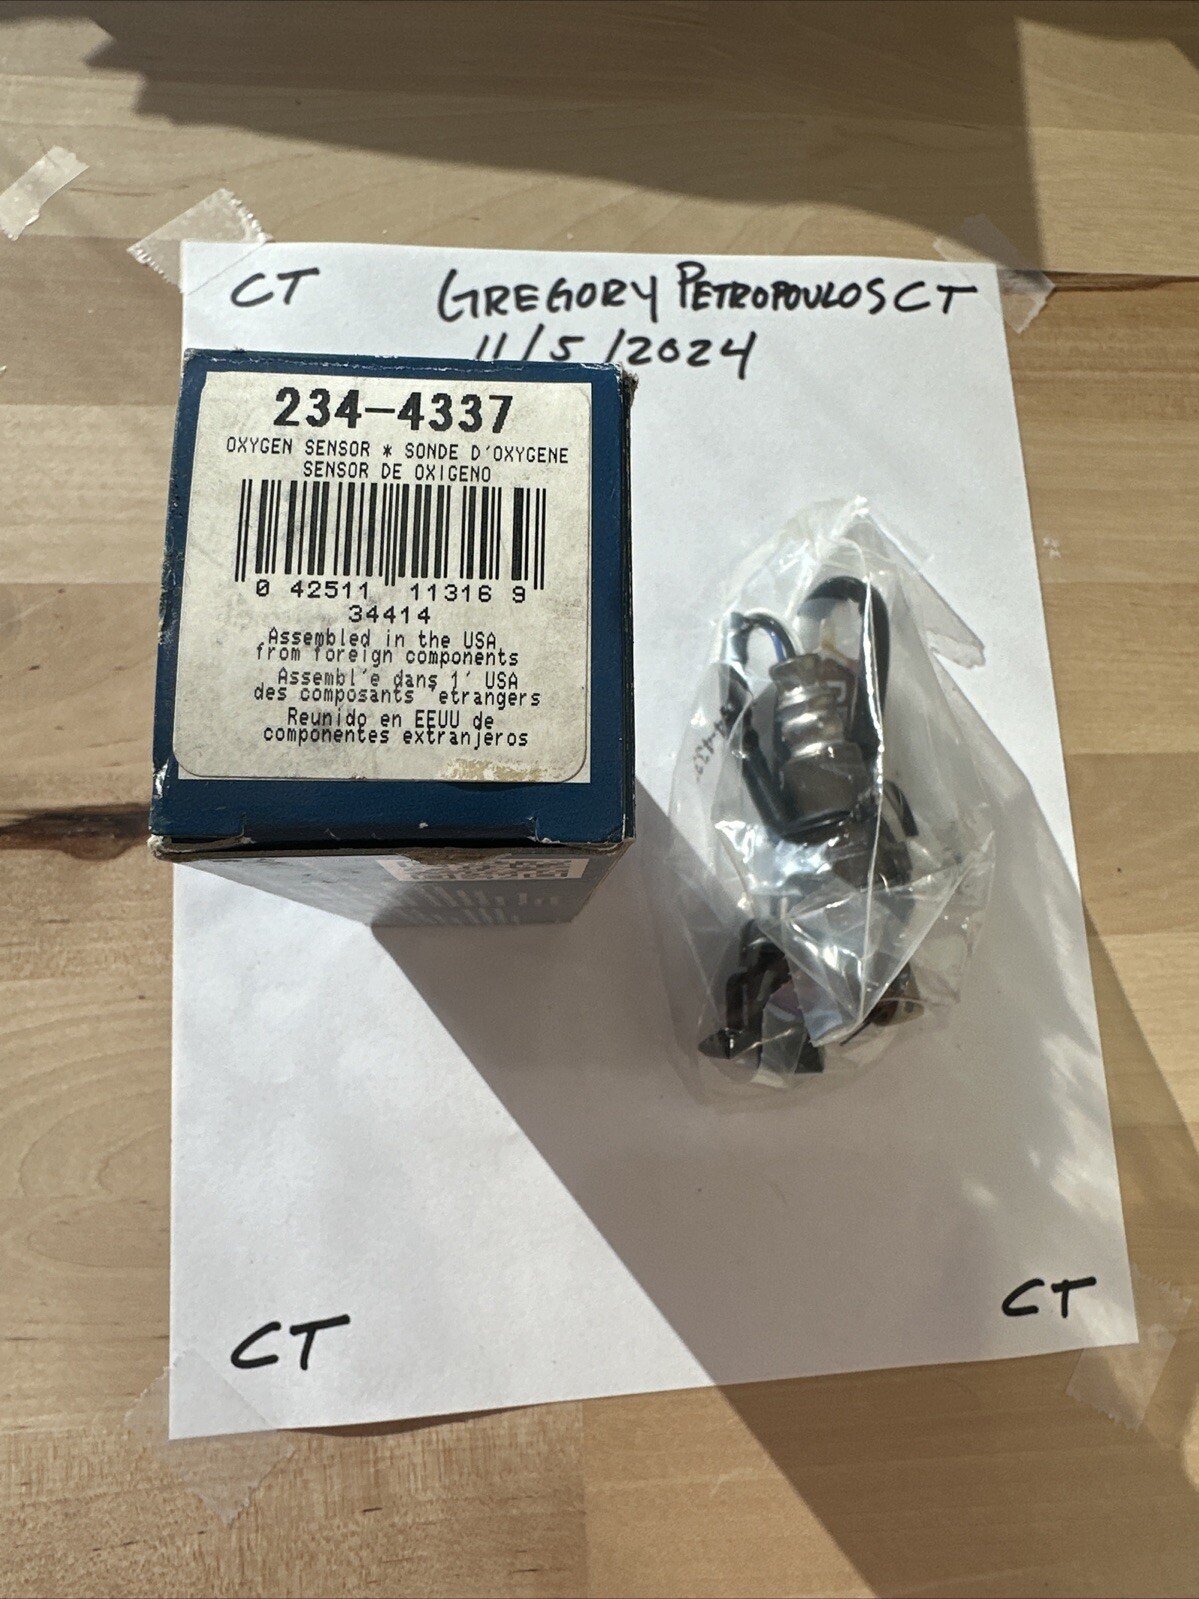 CT
GREGORY PETROPOULOS CT
11/5/2024
234-4337
OXYGEN SENSOR * SONDE D'OXYGENE
SENSOR DE OXIGENO
0 42511 11316 9
34414
Assembled in the USA
from foreign components
Assembl'e dans l' USA
des composants 'etrangers
Reunido en EEUU de
componentes extranjeros
CT
CT